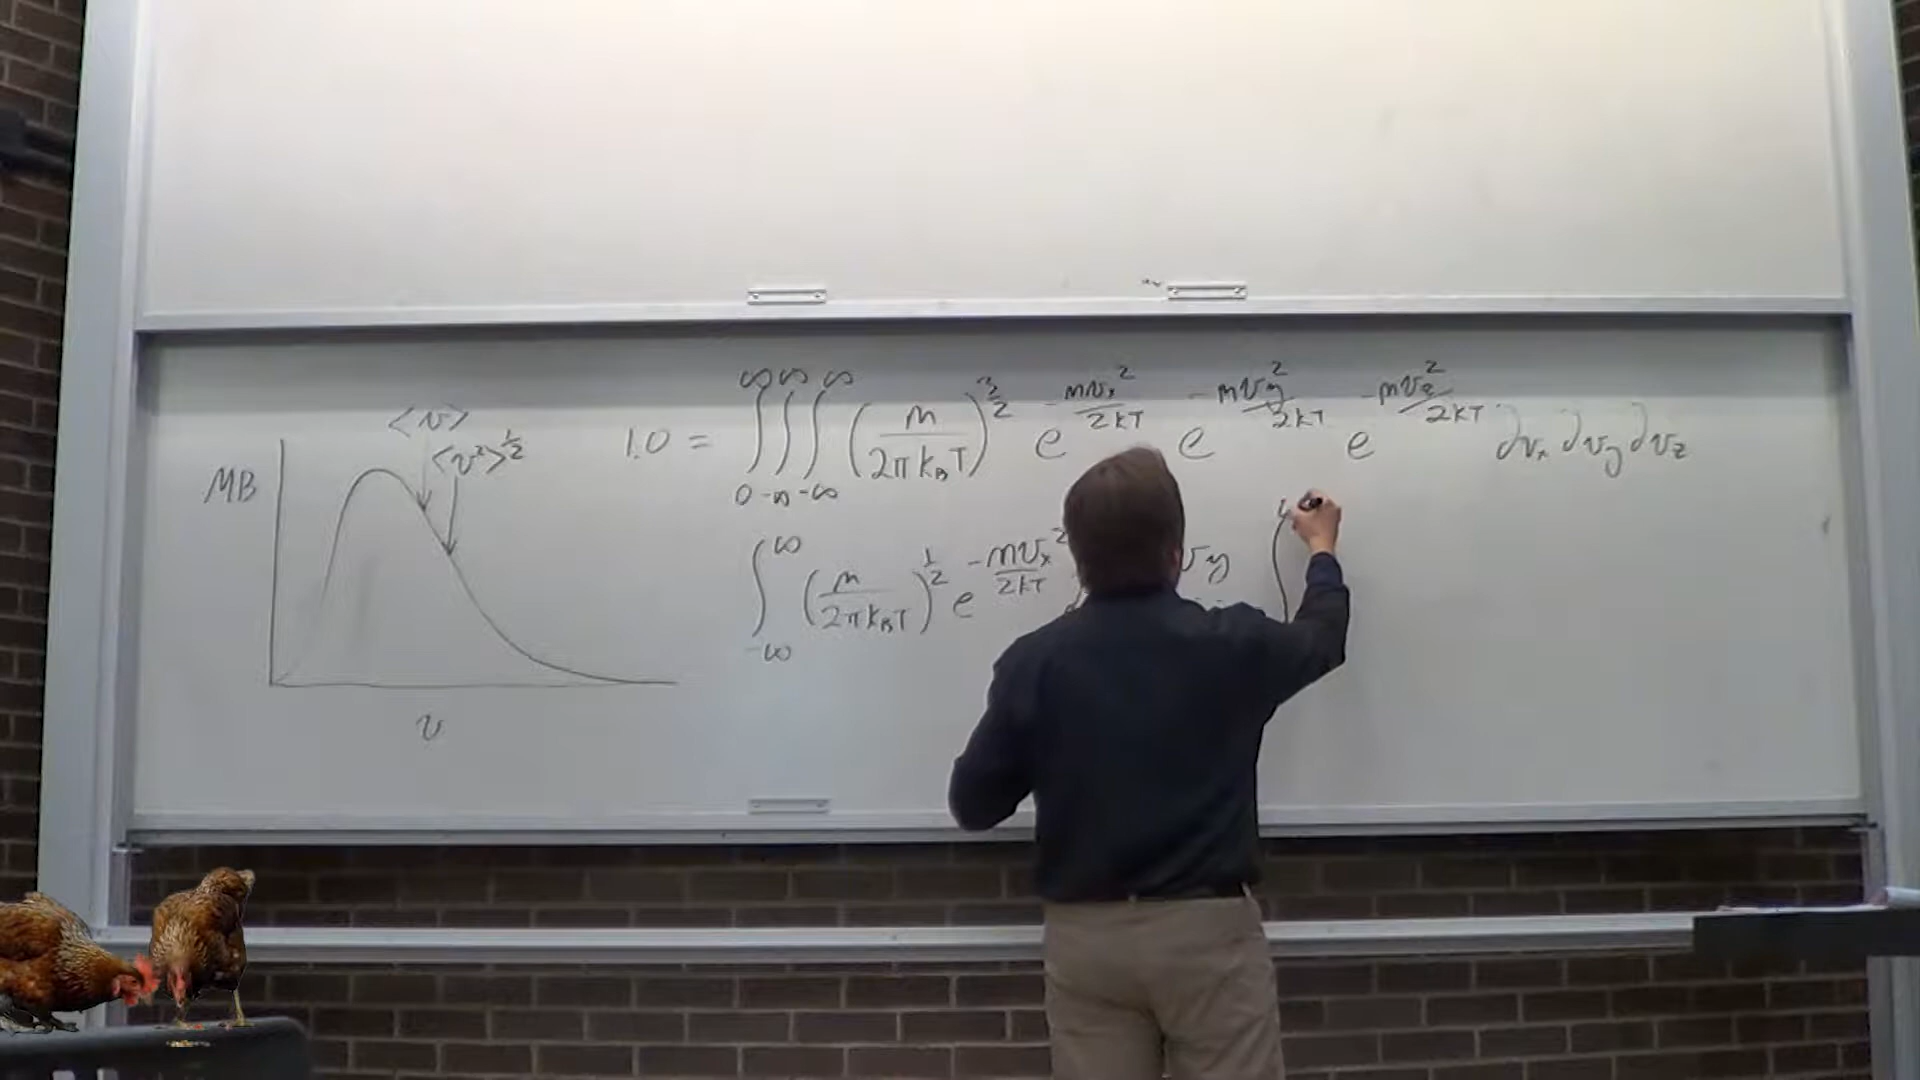 <v>
<v²>^½
MB
v
1.0 = ∫₀^∞ ∫_{-∞}^∞ ∫_{-∞}^∞ (m/2πk_BT)^{3/2} e^{-mv_x²/2kT} e^{-mv_y²/2kT} e^{-mv_z²/2kT} ∂v_x ∂v_y ∂v_z
∫_{-∞}^∞ (m/2πk_BT)^{1/2} e^{-mv_x²/2kT} v_y